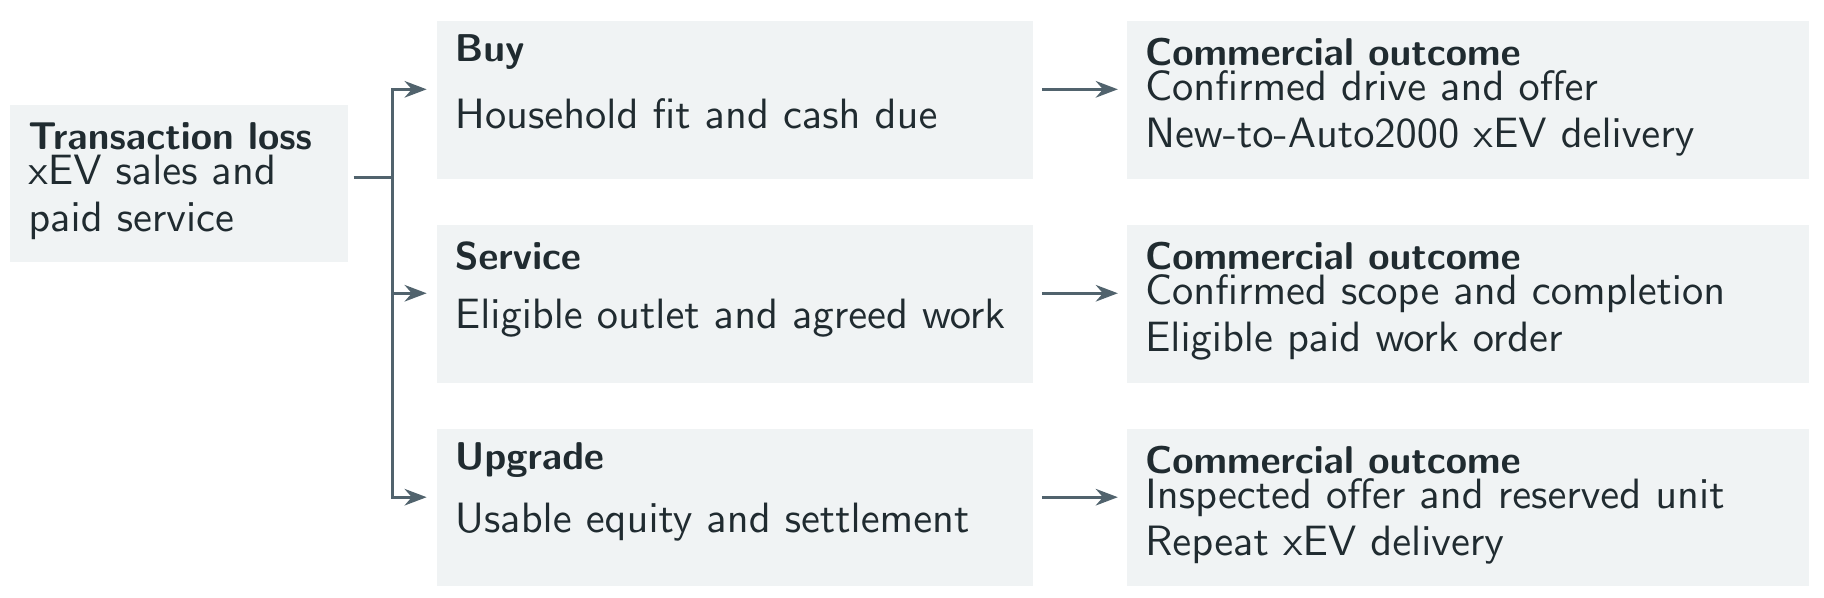 Transaction loss
xEV sales and
paid service
Buy
Household fit and cash due
Commercial outcome
Confirmed drive and offer
New-to-Auto2000 xEV delivery
Service
Eligible outlet and agreed work
Commercial outcome
Confirmed scope and completion
Eligible paid work order
Upgrade
Usable equity and settlement
Commercial outcome
Inspected offer and reserved unit
Repeat xEV delivery